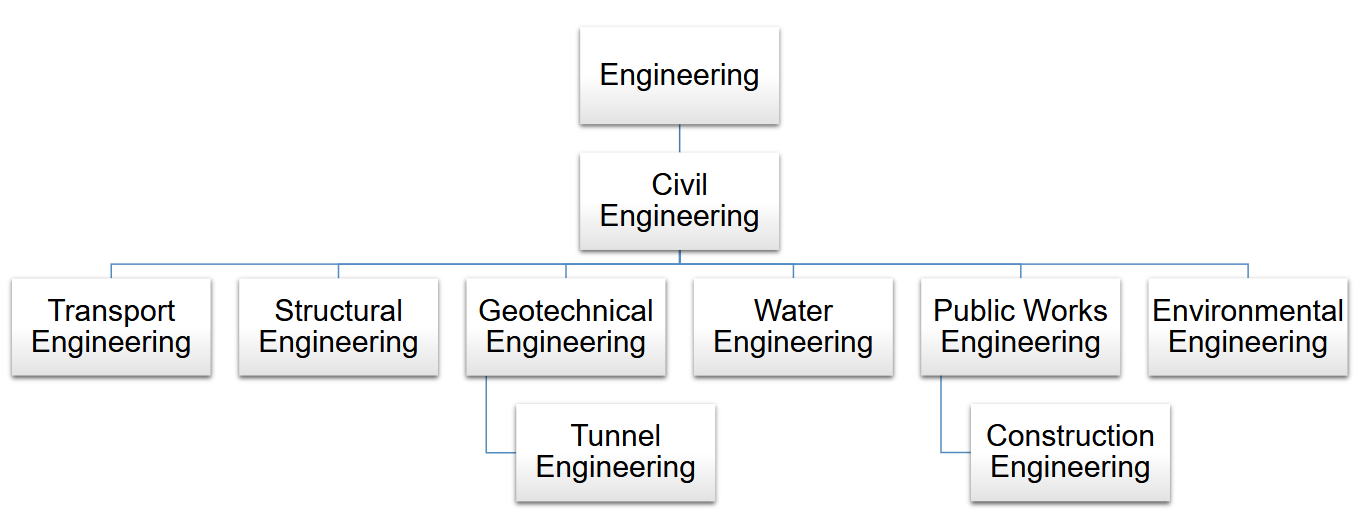 Engineering
Civil
Engineering
Transport
Engineering
Structural
Engineering
Geotechnical
Engineering
Water
Engineering
Public Works
Engineering
Environmental
Engineering
Tunnel
Engineering
Construction
Engineering